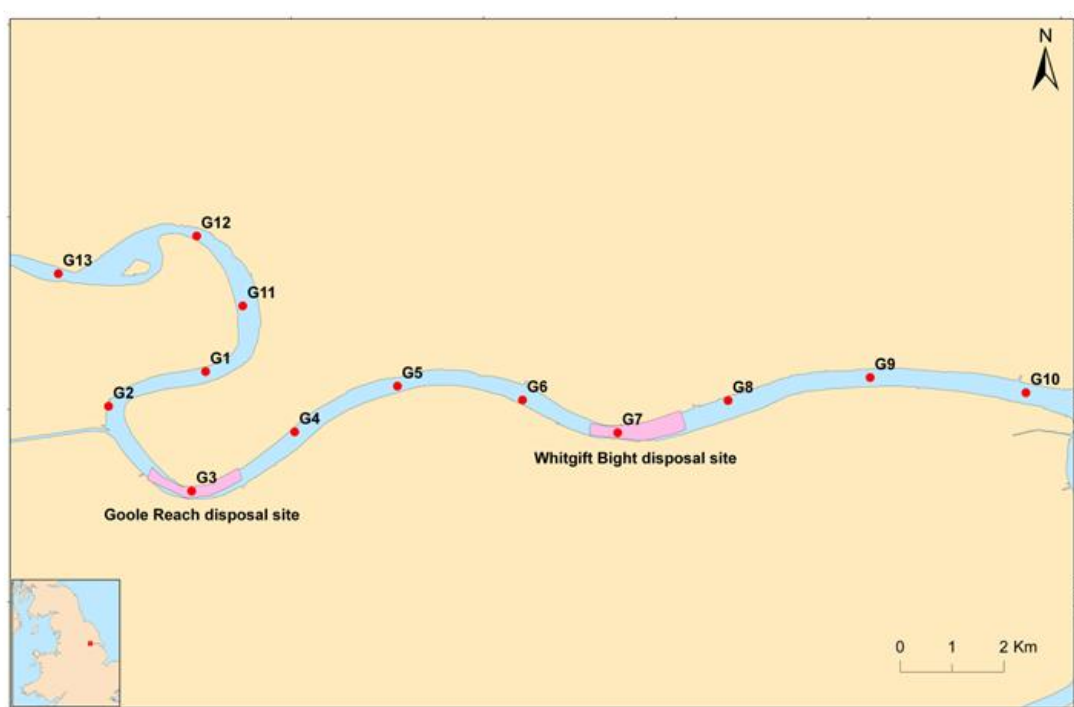 N
G12
G13
G11
G1
G2
G5
G9
G6
G8
G10
G4
G7
Whitgift Bight disposal site
G3
Goole Reach disposal site
0 1 2 Km